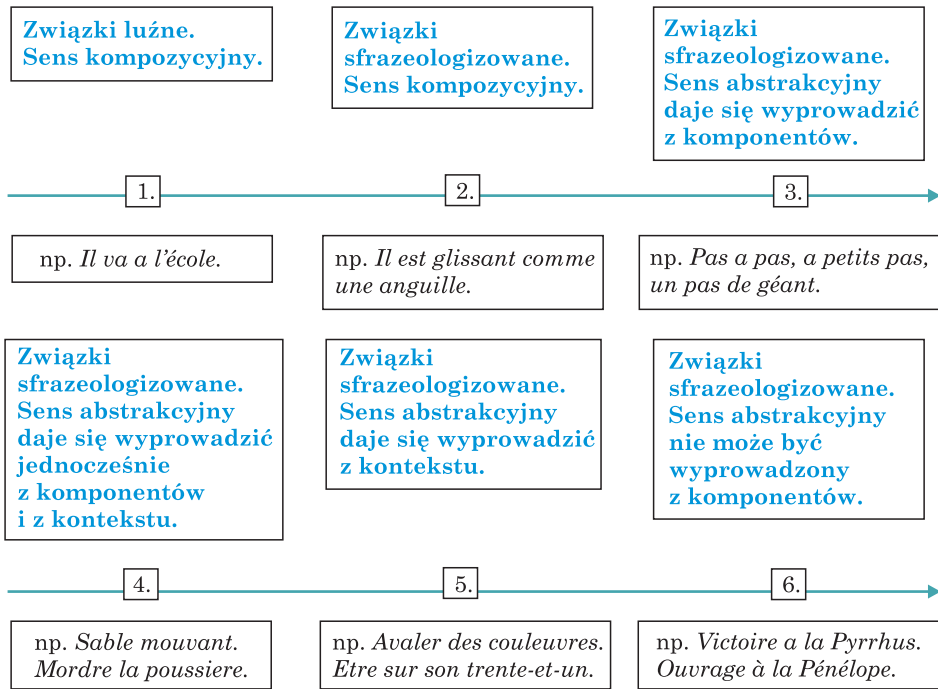 Związki luźne.
Sens kompozycyjny.
Związki
sfrazeologizowane.
Sens kompozycyjny.
Związki
sfrazeologizowane.
Sens abstrakcyjny
daje się wyprowadzić
z komponentów.
1.
2.
3.
np. Il va a l’école.
np. Il est glissant comme
une anguille.
np. Pas a pas, a petits pas,
un pas de géant.
Związki
sfrazeologizowane.
Sens abstrakcyjny
daje się wyprowadzić
jednocześnie
z komponentów
i z kontekstu.
Związki
sfrazeologizowane.
Sens abstrakcyjny
daje się wyprowadzić
z kontekstu.
Związki
sfrazeologizowane.
Sens abstrakcyjny
nie może być
wyprowadzony
z komponentów.
4.
5.
6.
np. Sable mouvant.
Mordre la poussiere.
np. Avaler des couleuvres.
Etre sur son trente-et-un.
np. Victoire a la Pyrrhus.
Ouvrage à la Pénélope.